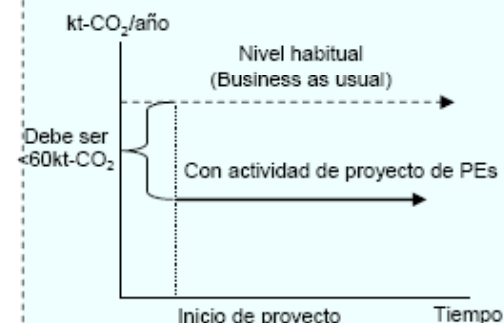 kt-CO₂/año
Nivel habitual
(Business as usual)
Debe ser
<60kt-CO₂
Con actividad de proyecto de PEs
Inicio de proyecto
Tiempo